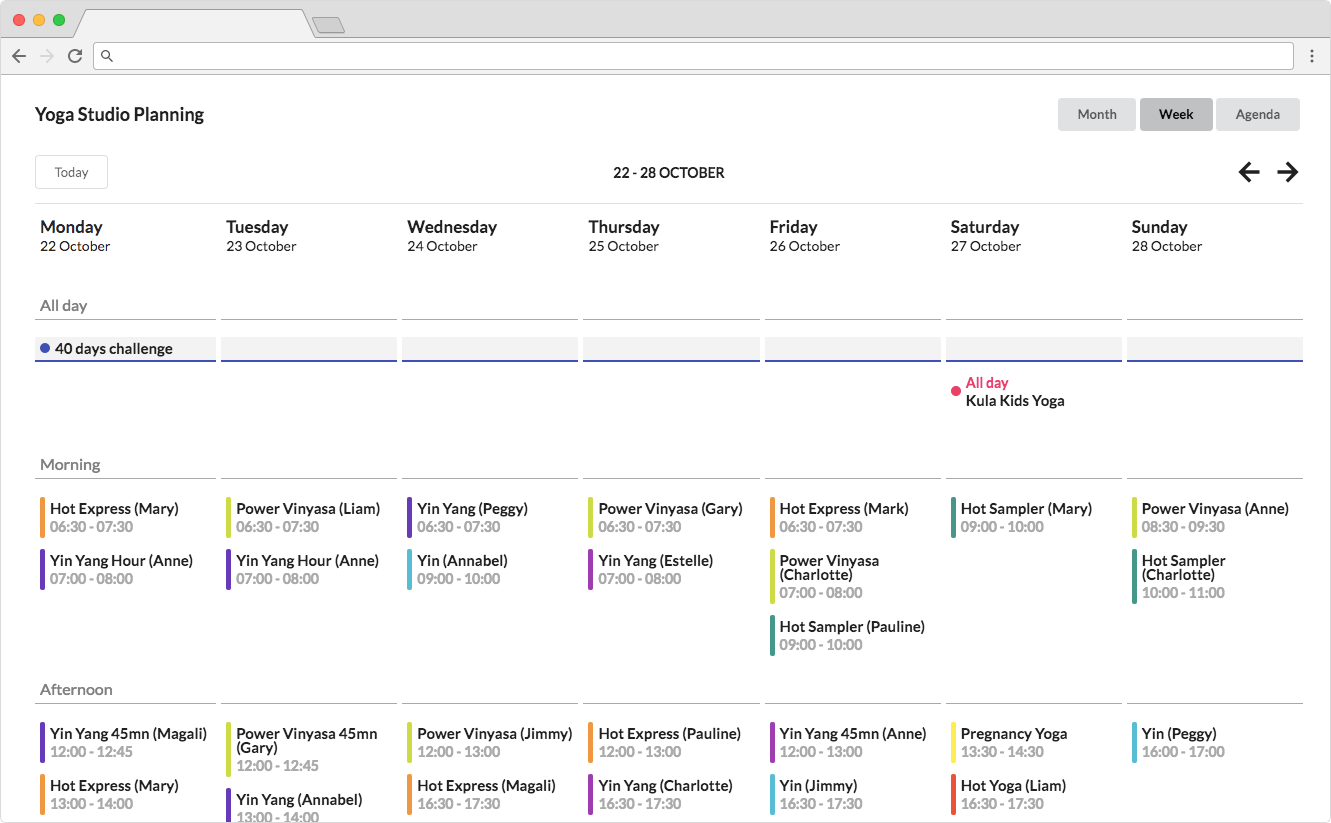 Yoga Studio Planning
Month Week Agenda
Today
22 - 28 OCTOBER
Monday Tuesday Wednesday Thursday Friday Saturday Sunday
22 October 23 October 24 October 25 October 26 October 27 October 28 October
All day
40 days challenge
All day
Kula Kids Yoga
Morning
Hot Express (Mary)
06:30 - 07:30
Yin Yang Hour (Anne)
07:00 - 08:00
Power Vinyasa (Liam)
06:30 - 07:30
Yin Yang Hour (Anne)
07:00 - 08:00
Yin Yang (Peggy)
06:30 - 07:30
Yin (Annabel)
09:00 - 10:00
Power Vinyasa (Gary)
06:30 - 07:30
Yin Yang (Estelle)
07:00 - 08:00
Hot Express (Mark)
06:30 - 07:30
Power Vinyasa
(Charlotte)
07:00 - 08:00
Hot Sampler (Pauline)
09:00 - 10:00
Hot Sampler (Mary)
09:00 - 10:00
Power Vinyasa (Anne)
08:30 - 09:30
Hot Sampler
(Charlotte)
10:00 - 11:00
Afternoon
Yin Yang 45mn (Magali)
12:00 - 12:45
Hot Express (Mary)
13:00 - 14:00
Power Vinyasa 45mn
(Gary)
12:00 - 12:45
Yin Yang (Annabel)
13:00 - 14:00
Power Vinyasa (Jimmy)
12:00 - 13:00
Hot Express (Magali)
16:30 - 17:30
Hot Express (Pauline)
12:00 - 13:00
Yin Yang (Charlotte)
16:30 - 17:30
Yin Yang 45mn (Anne)
12:00 - 13:00
Yin (Jimmy)
16:30 - 17:30
Pregnancy Yoga
13:30 - 14:30
Hot Yoga (Liam)
16:30 - 17:30
Yin (Peggy)
16:00 - 17:00